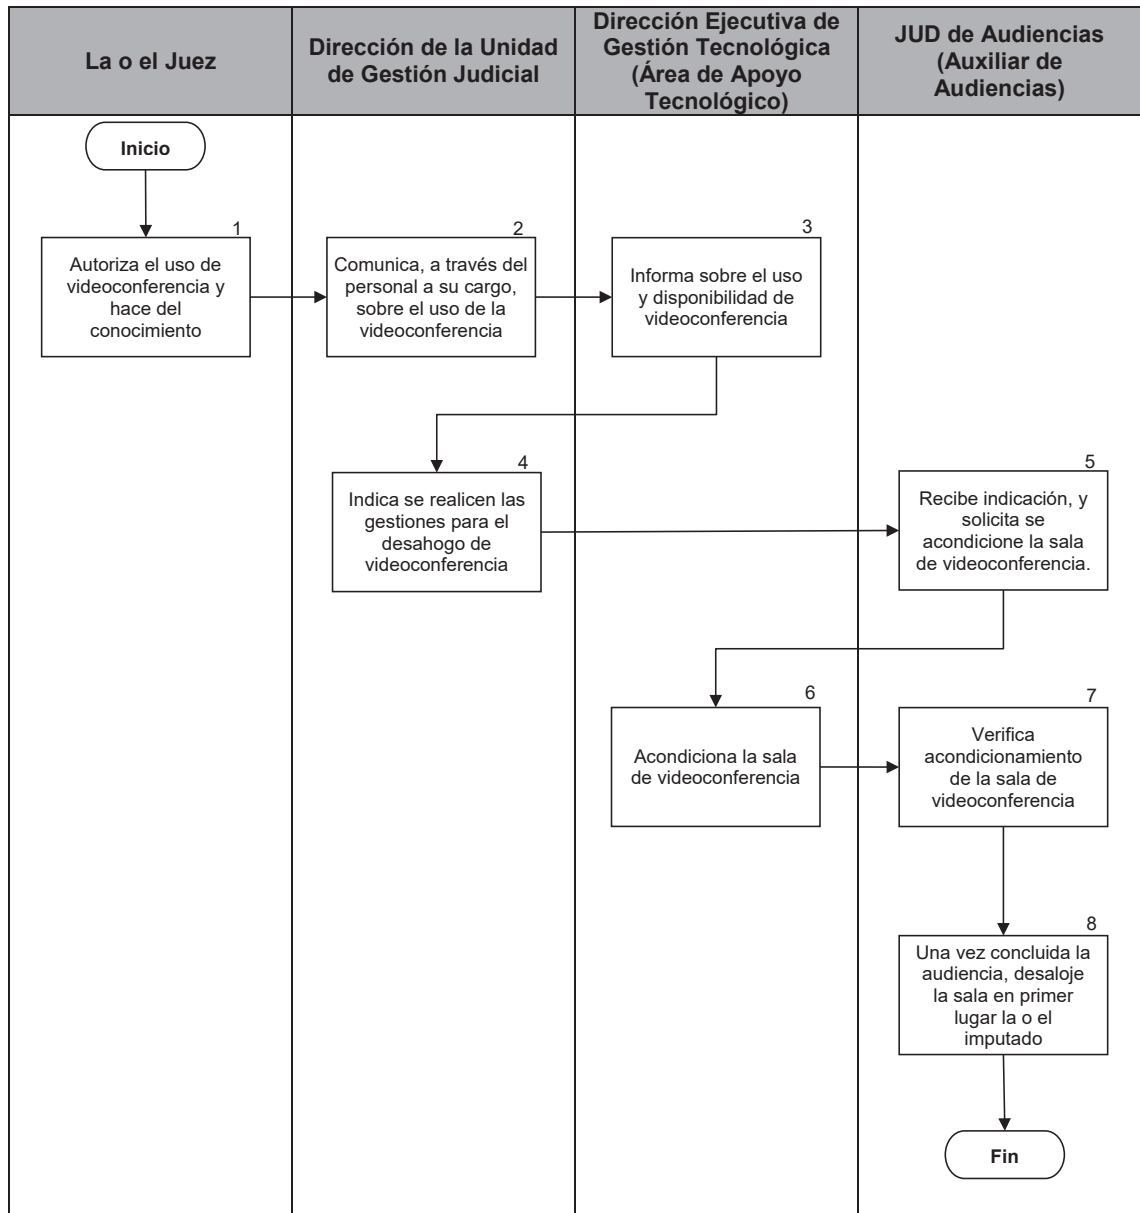 La o el Juez
Dirección de la Unidad
de Gestión Judicial
Dirección Ejecutiva de
Gestión Tecnológica
(Área de Apoyo
Tecnológico)
JUD de Audiencias
(Auxiliar de
Audiencias)
Inicio
1
Autoriza el uso de
videoconferencia y
hace del
conocimiento
2
Comunica, a través del
personal a su cargo,
sobre el uso de la
videoconferencia
3
Informa sobre el uso
y disponibilidad de
videoconferencia
4
Indica se realicen las
gestiones para el
desahogo de
videoconferencia
5
Recibe indicación, y
solicita se
acondicione la sala
de videoconferencia.
6
Acondiciona la sala
de videoconferencia
7
Verifica
acondicionamiento
de la sala de
videoconferencia
8
Una vez concluida la
audiencia, desaloje
la sala en primer
lugar la o el
imputado
Fin